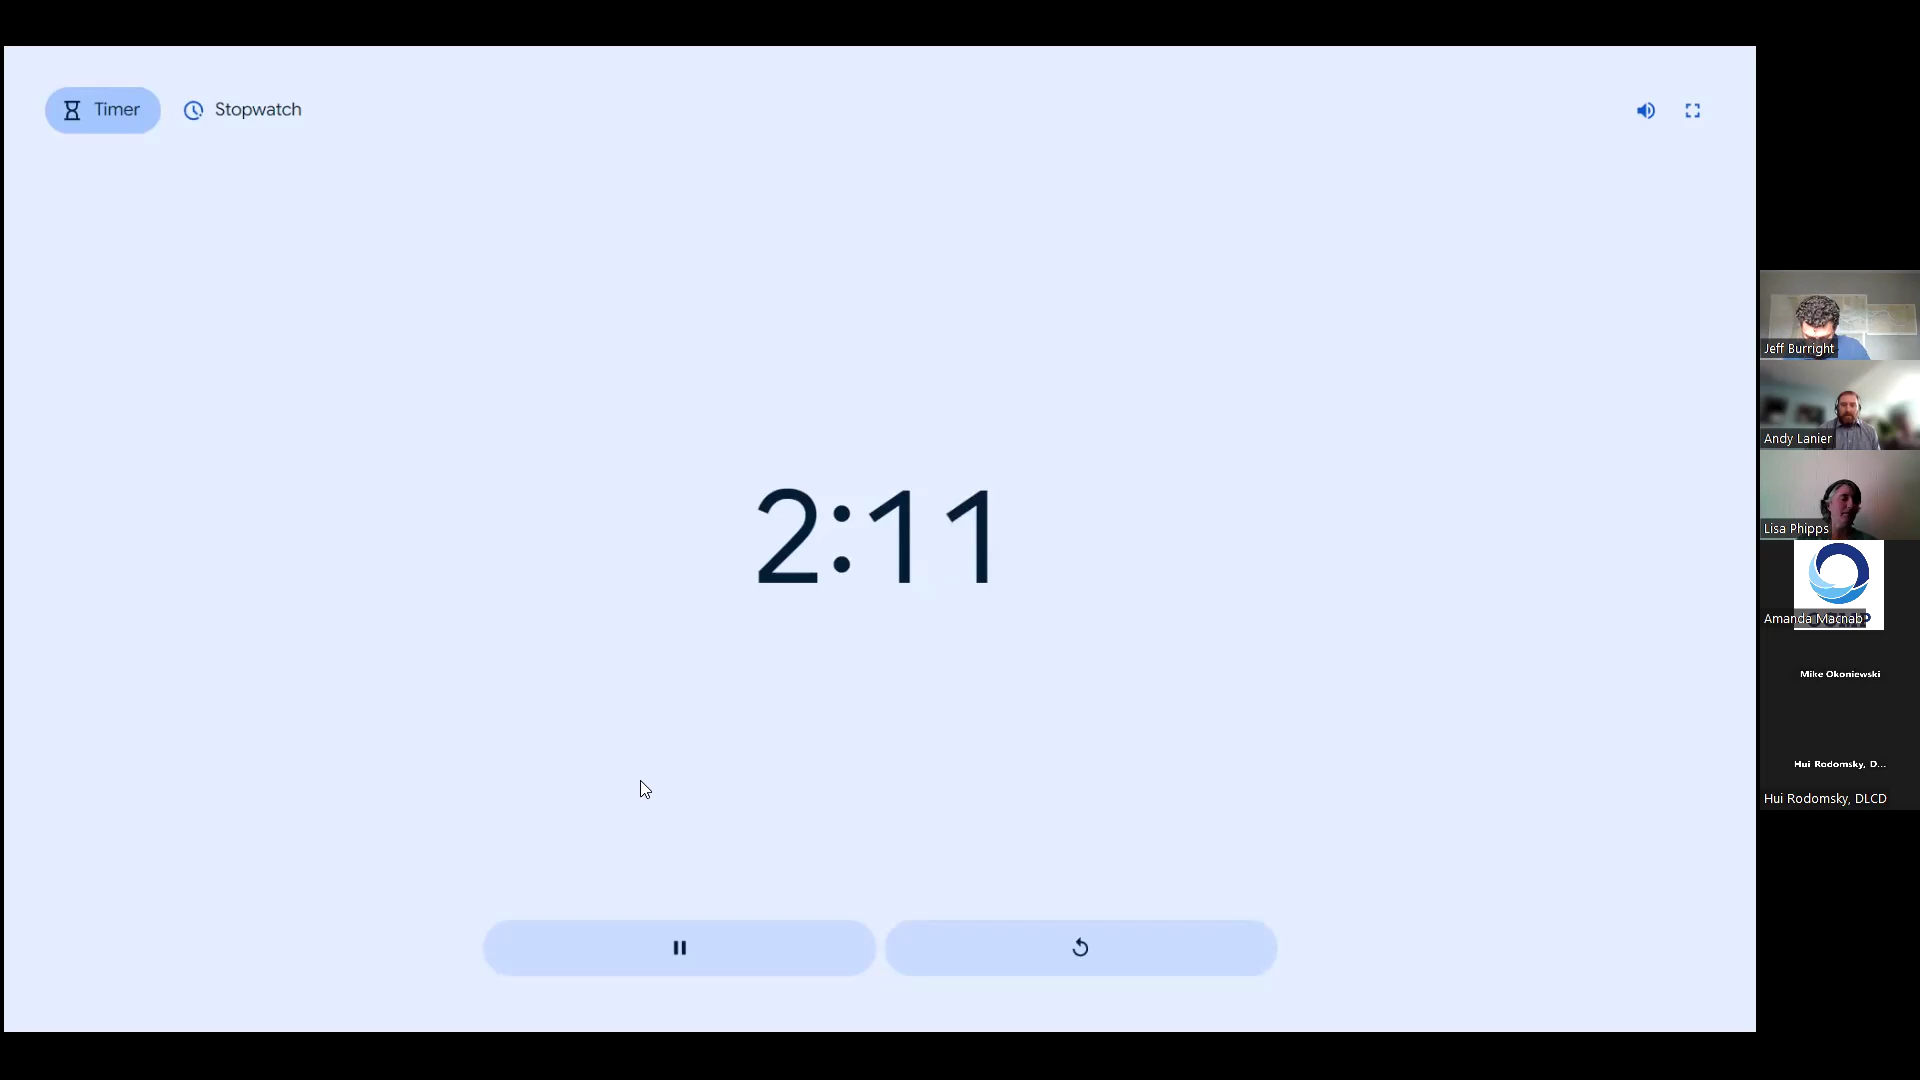 Timer
Stopwatch
2:11
Jeff Burright
Andy Lanier
Lisa Phipps
Amanda Macnab
Mike Okoniewski
Hui Rodomsky, D...
Hui Rodomsky, DLCD